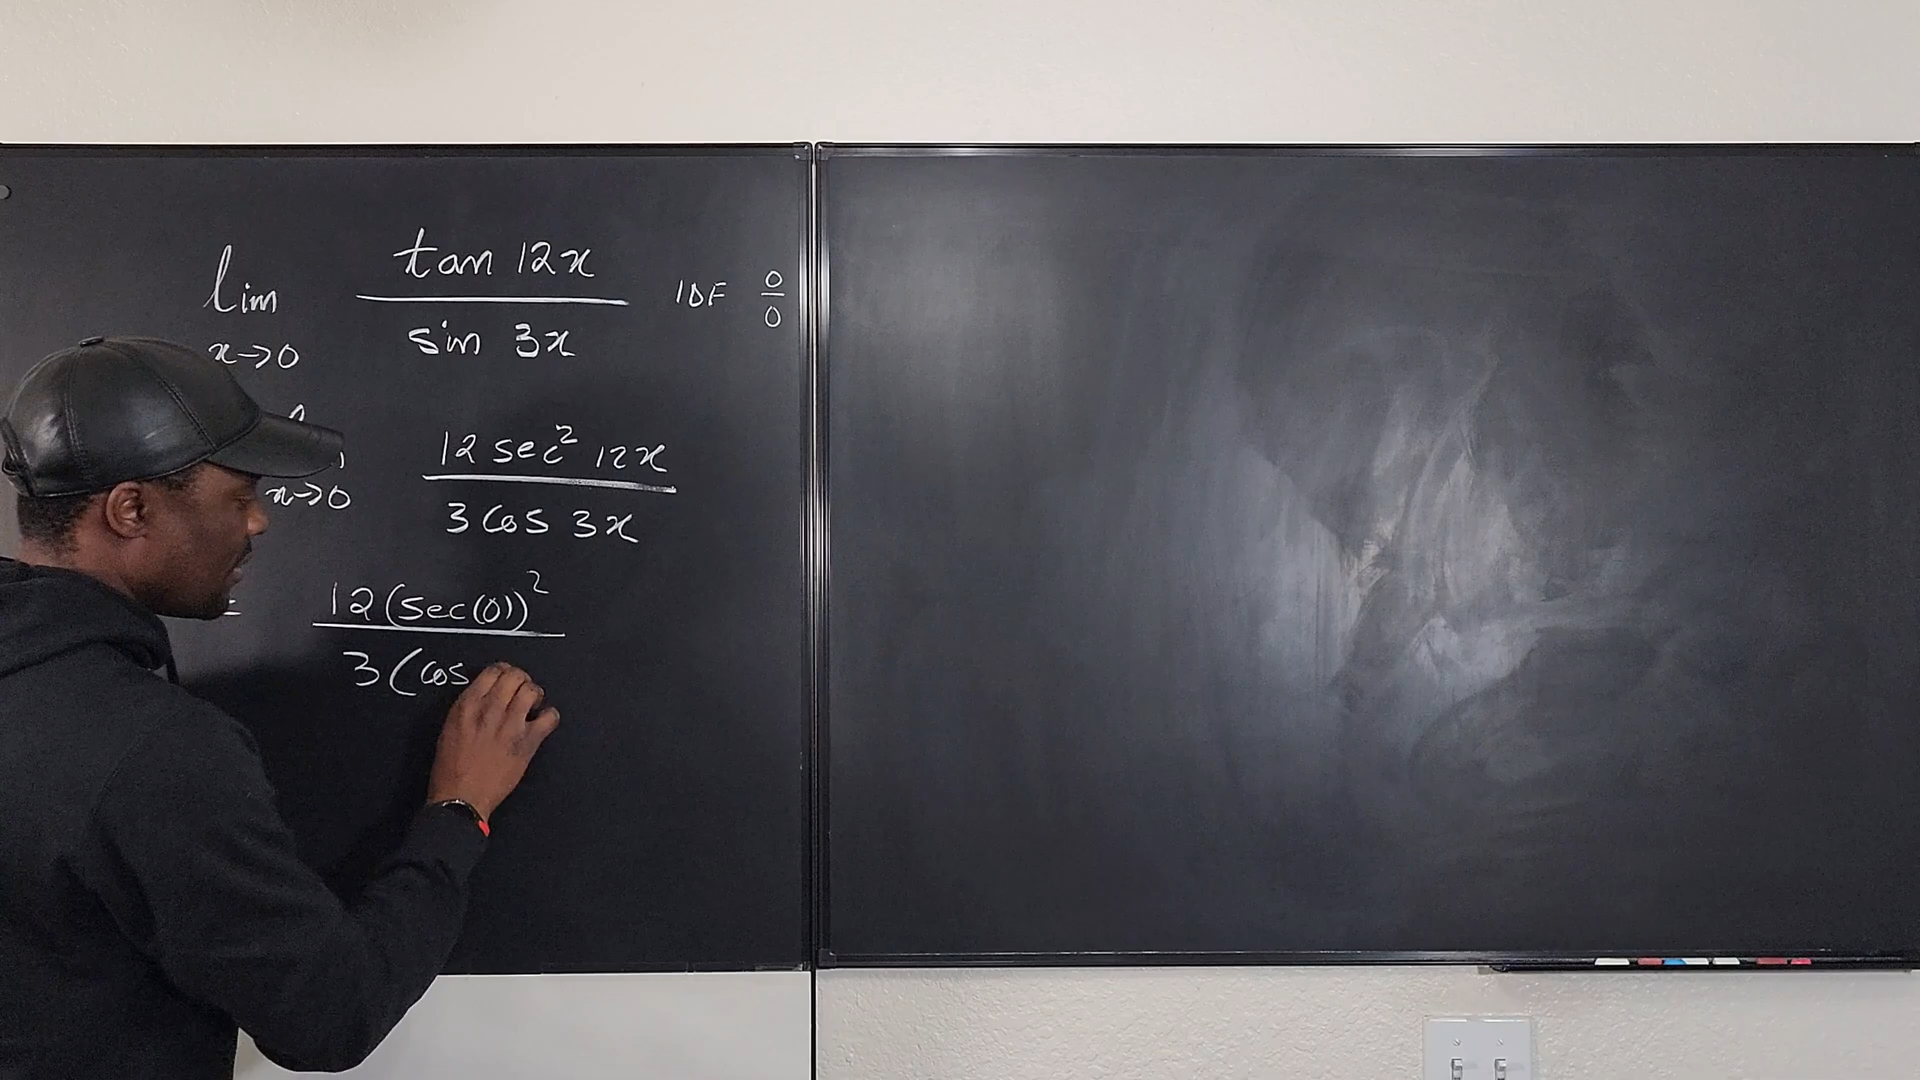 lim tan 12x / sin 3x IDF 0/0
x→0
12 sec² 12x / 3 cos 3x
x→0
= 12 (sec(0))² / 3 (cos